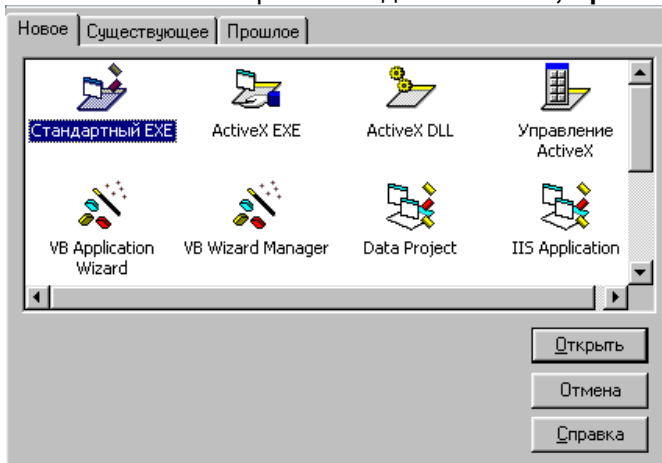 Новое Существующее Прошлое
Стандартный EXE ActiveX EXE ActiveX DLL Управление
ActiveX
VB Application VB Wizard Manager Data Project IIS Application
Wizard
Открыть
Отмена
Справка